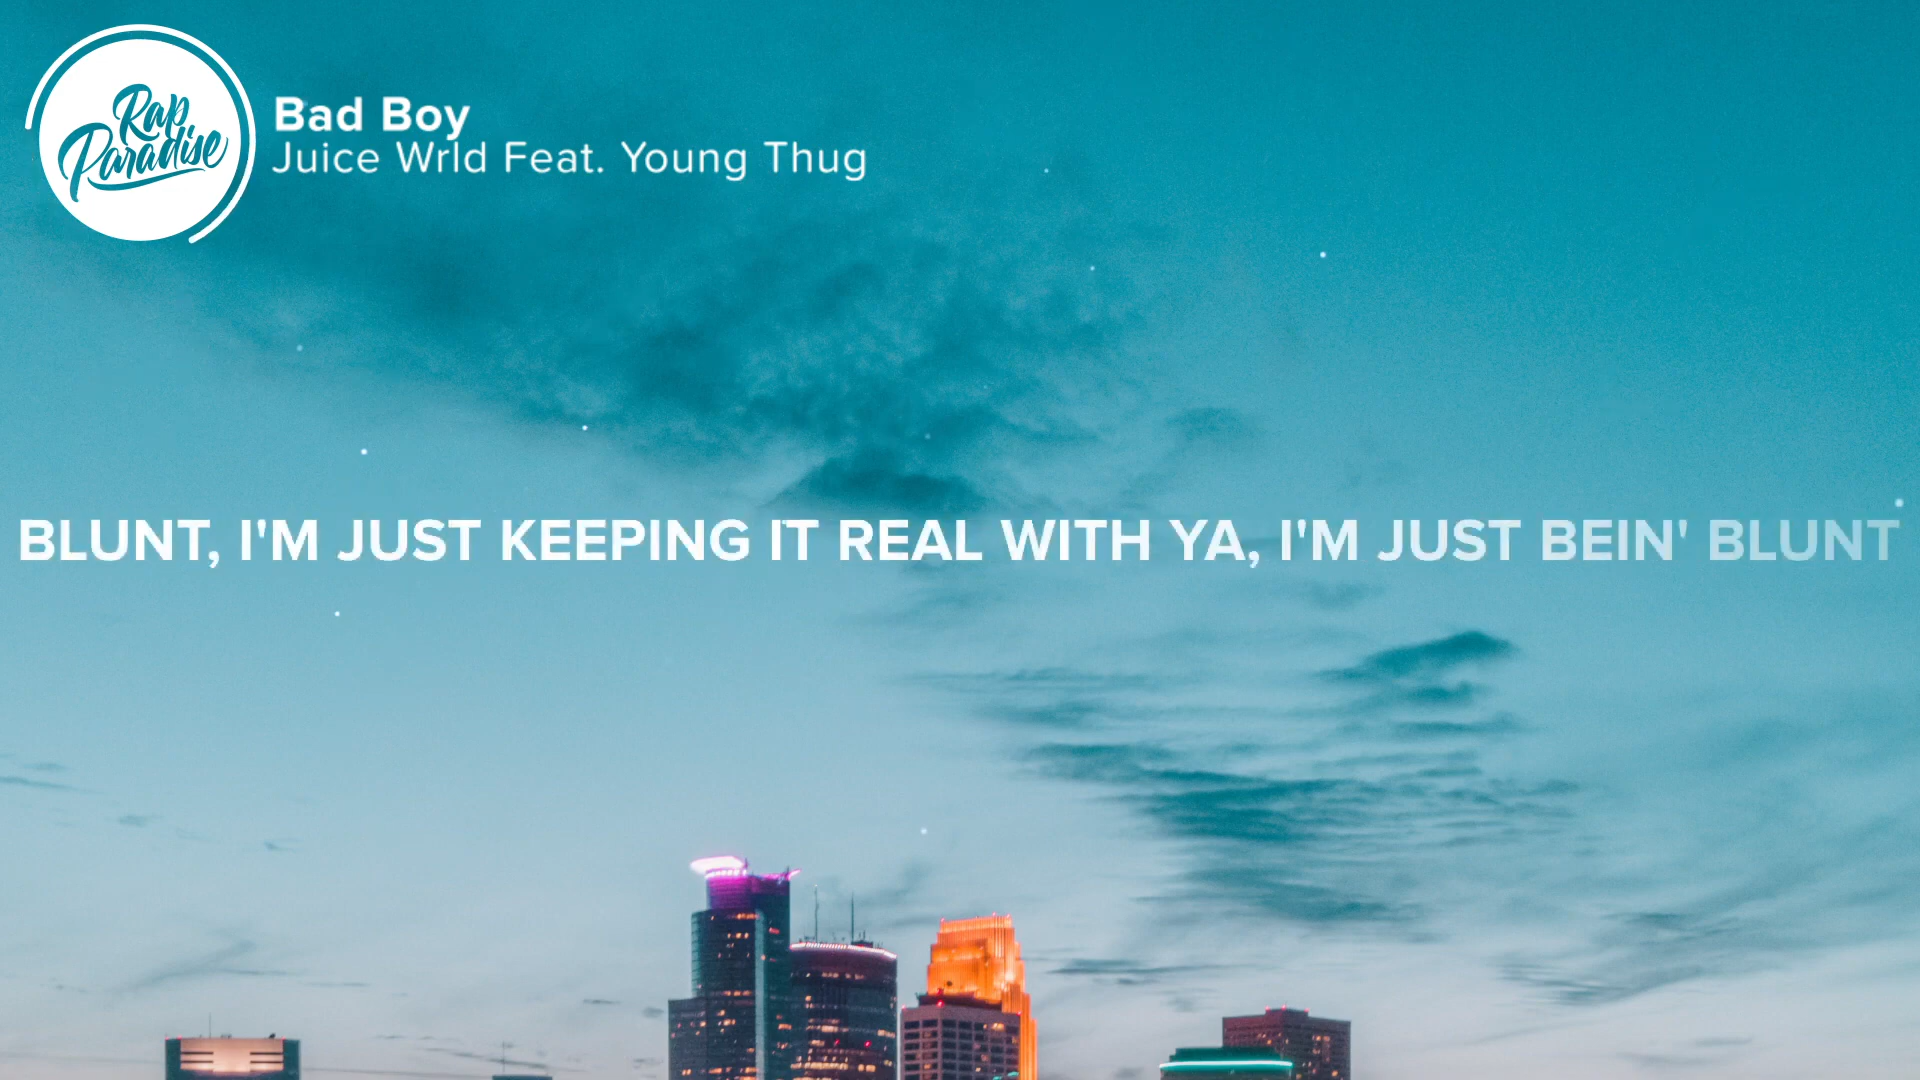 Rap
Paradise
Bad Boy
Juice Wrld Feat. Young Thug
BLUNT, I'M JUST KEEPING IT REAL WITH YA, I'M JUST BEIN' BLUNT